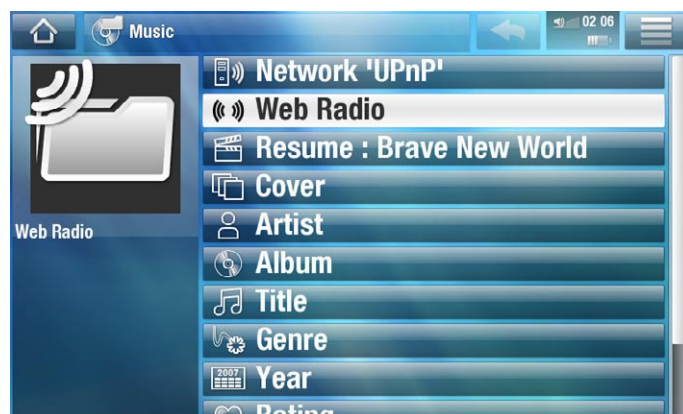 Music
02 06
Network 'UPnP'
Web Radio
Resume : Brave New World
Cover
Artist
Web Radio
Album
Title
Genre
2007
Year
Rating